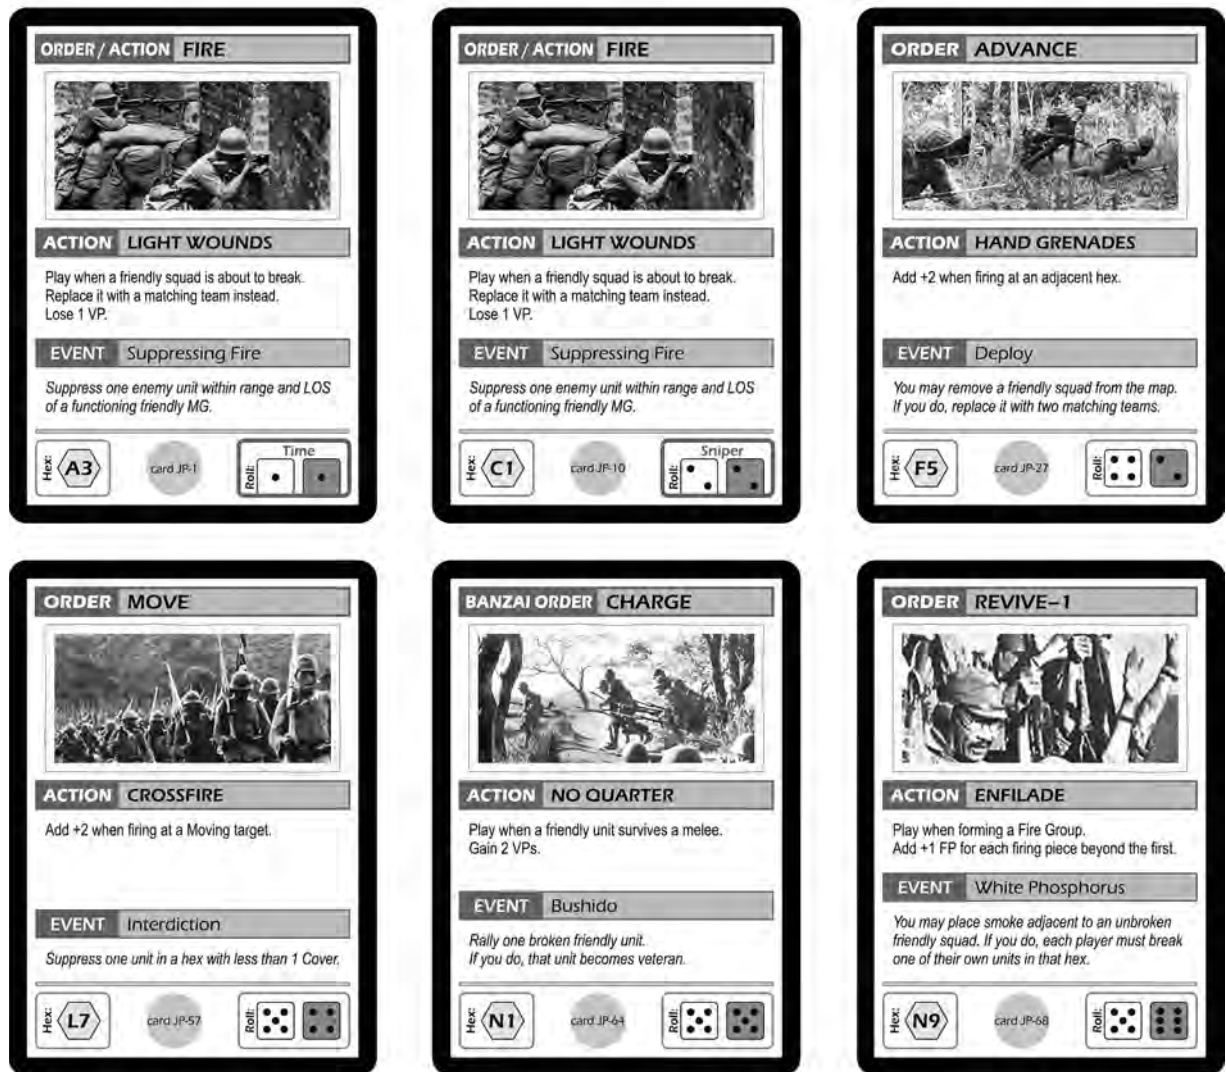 ORDER / ACTION FIRE
ACTION LIGHT WOUNDS
Play when a friendly squad is about to break.
Replace it with a matching team instead.
Lose 1 VP.
EVENT Suppressing Fire
Suppress one enemy unit within range and LOS
of a functioning friendly MG.
Hex: A3
card JP-1
Time
Roll:
ORDER / ACTION FIRE
ACTION LIGHT WOUNDS
Play when a friendly squad is about to break.
Replace it with a matching team instead.
Lose 1 VP.
EVENT Suppressing Fire
Suppress one enemy unit within range and LOS
of a functioning friendly MG.
Hex: C1
card JP-10
Sniper
Roll:
ORDER ADVANCE
ACTION HAND GRENADES
Add +2 when firing at an adjacent hex.
EVENT Deploy
You may remove a friendly squad from the map.
If you do, replace it with two matching teams.
Hex: F5
card JP-27
Roll:
ORDER MOVE
ACTION CROSSFIRE
Add +2 when firing at a Moving target.
EVENT Interdiction
Suppress one unit in a hex with less than 1 Cover.
Hex: L7
card JP-57
Roll:
BANZAI ORDER CHARGE
ACTION NO QUARTER
Play when a friendly unit survives a melee.
Gain 2 VPs.
EVENT Bushido
Rally one broken friendly unit.
If you do, that unit becomes veteran.
Hex: N1
card JP-64
Roll:
ORDER REVIVE–1
ACTION ENFILADE
Play when forming a Fire Group.
Add +1 FP for each firing piece beyond the first.
EVENT White Phosphorus
You may place smoke adjacent to an unbroken
friendly squad. If you do, each player must break
one of their own units in that hex.
Hex: N9
card JP-68
Roll: